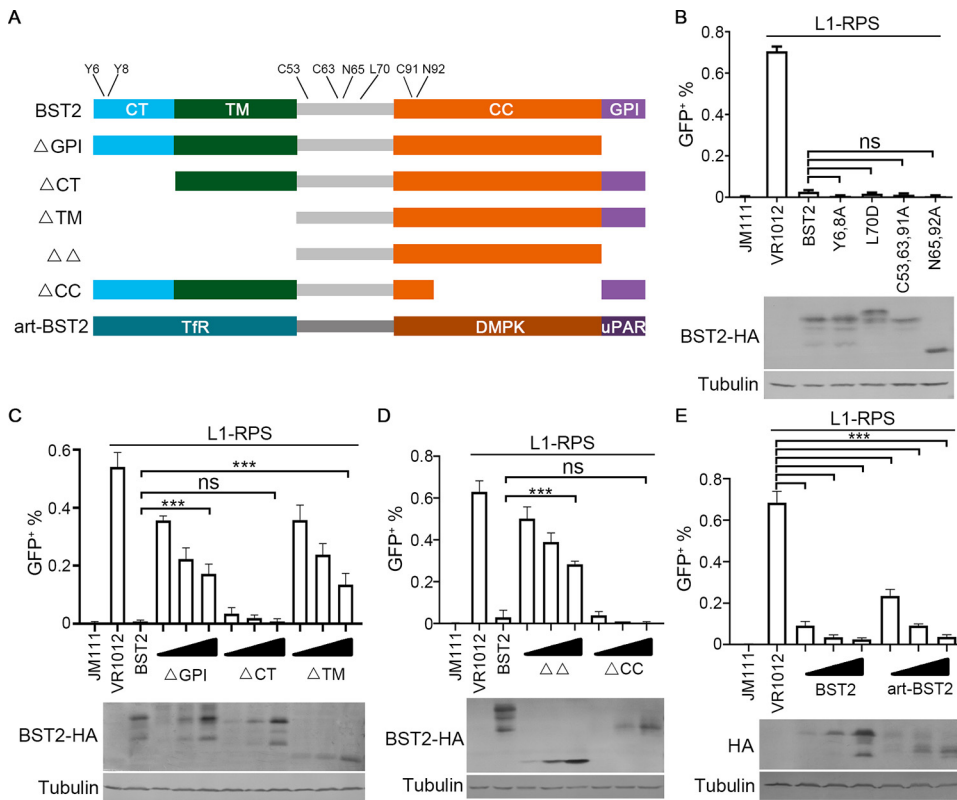 A
Y6 Y8 C53 C63 N65 L70 C91 N92
BST2 CT TM CC GPI
△GPI
△CT
△TM
△△
△CC
art-BST2 TfR DMPK uPAR
B
L1-RPS
GFP⁺ %
0.8
0.6
0.4
0.2
0
ns
JM111 VR1012 BST2 Y6,8A L70D C53,63,91A N65,92A
BST2-HA
Tubulin
C
L1-RPS
GFP⁺ %
0.6
0.4
0.2
0
***
ns
***
JM111 VR1012 BST2 △GPI △CT △TM
BST2-HA
Tubulin
D
L1-RPS
GFP⁺ %
0.8
0.6
0.4
0.2
0
ns
***
JM111 VR1012 BST2 △△ △CC
BST2-HA
Tubulin
E
L1-RPS
GFP⁺ %
0.8
0.6
0.4
0.2
0
***
JM111 VR1012 BST2 art-BST2
HA
Tubulin